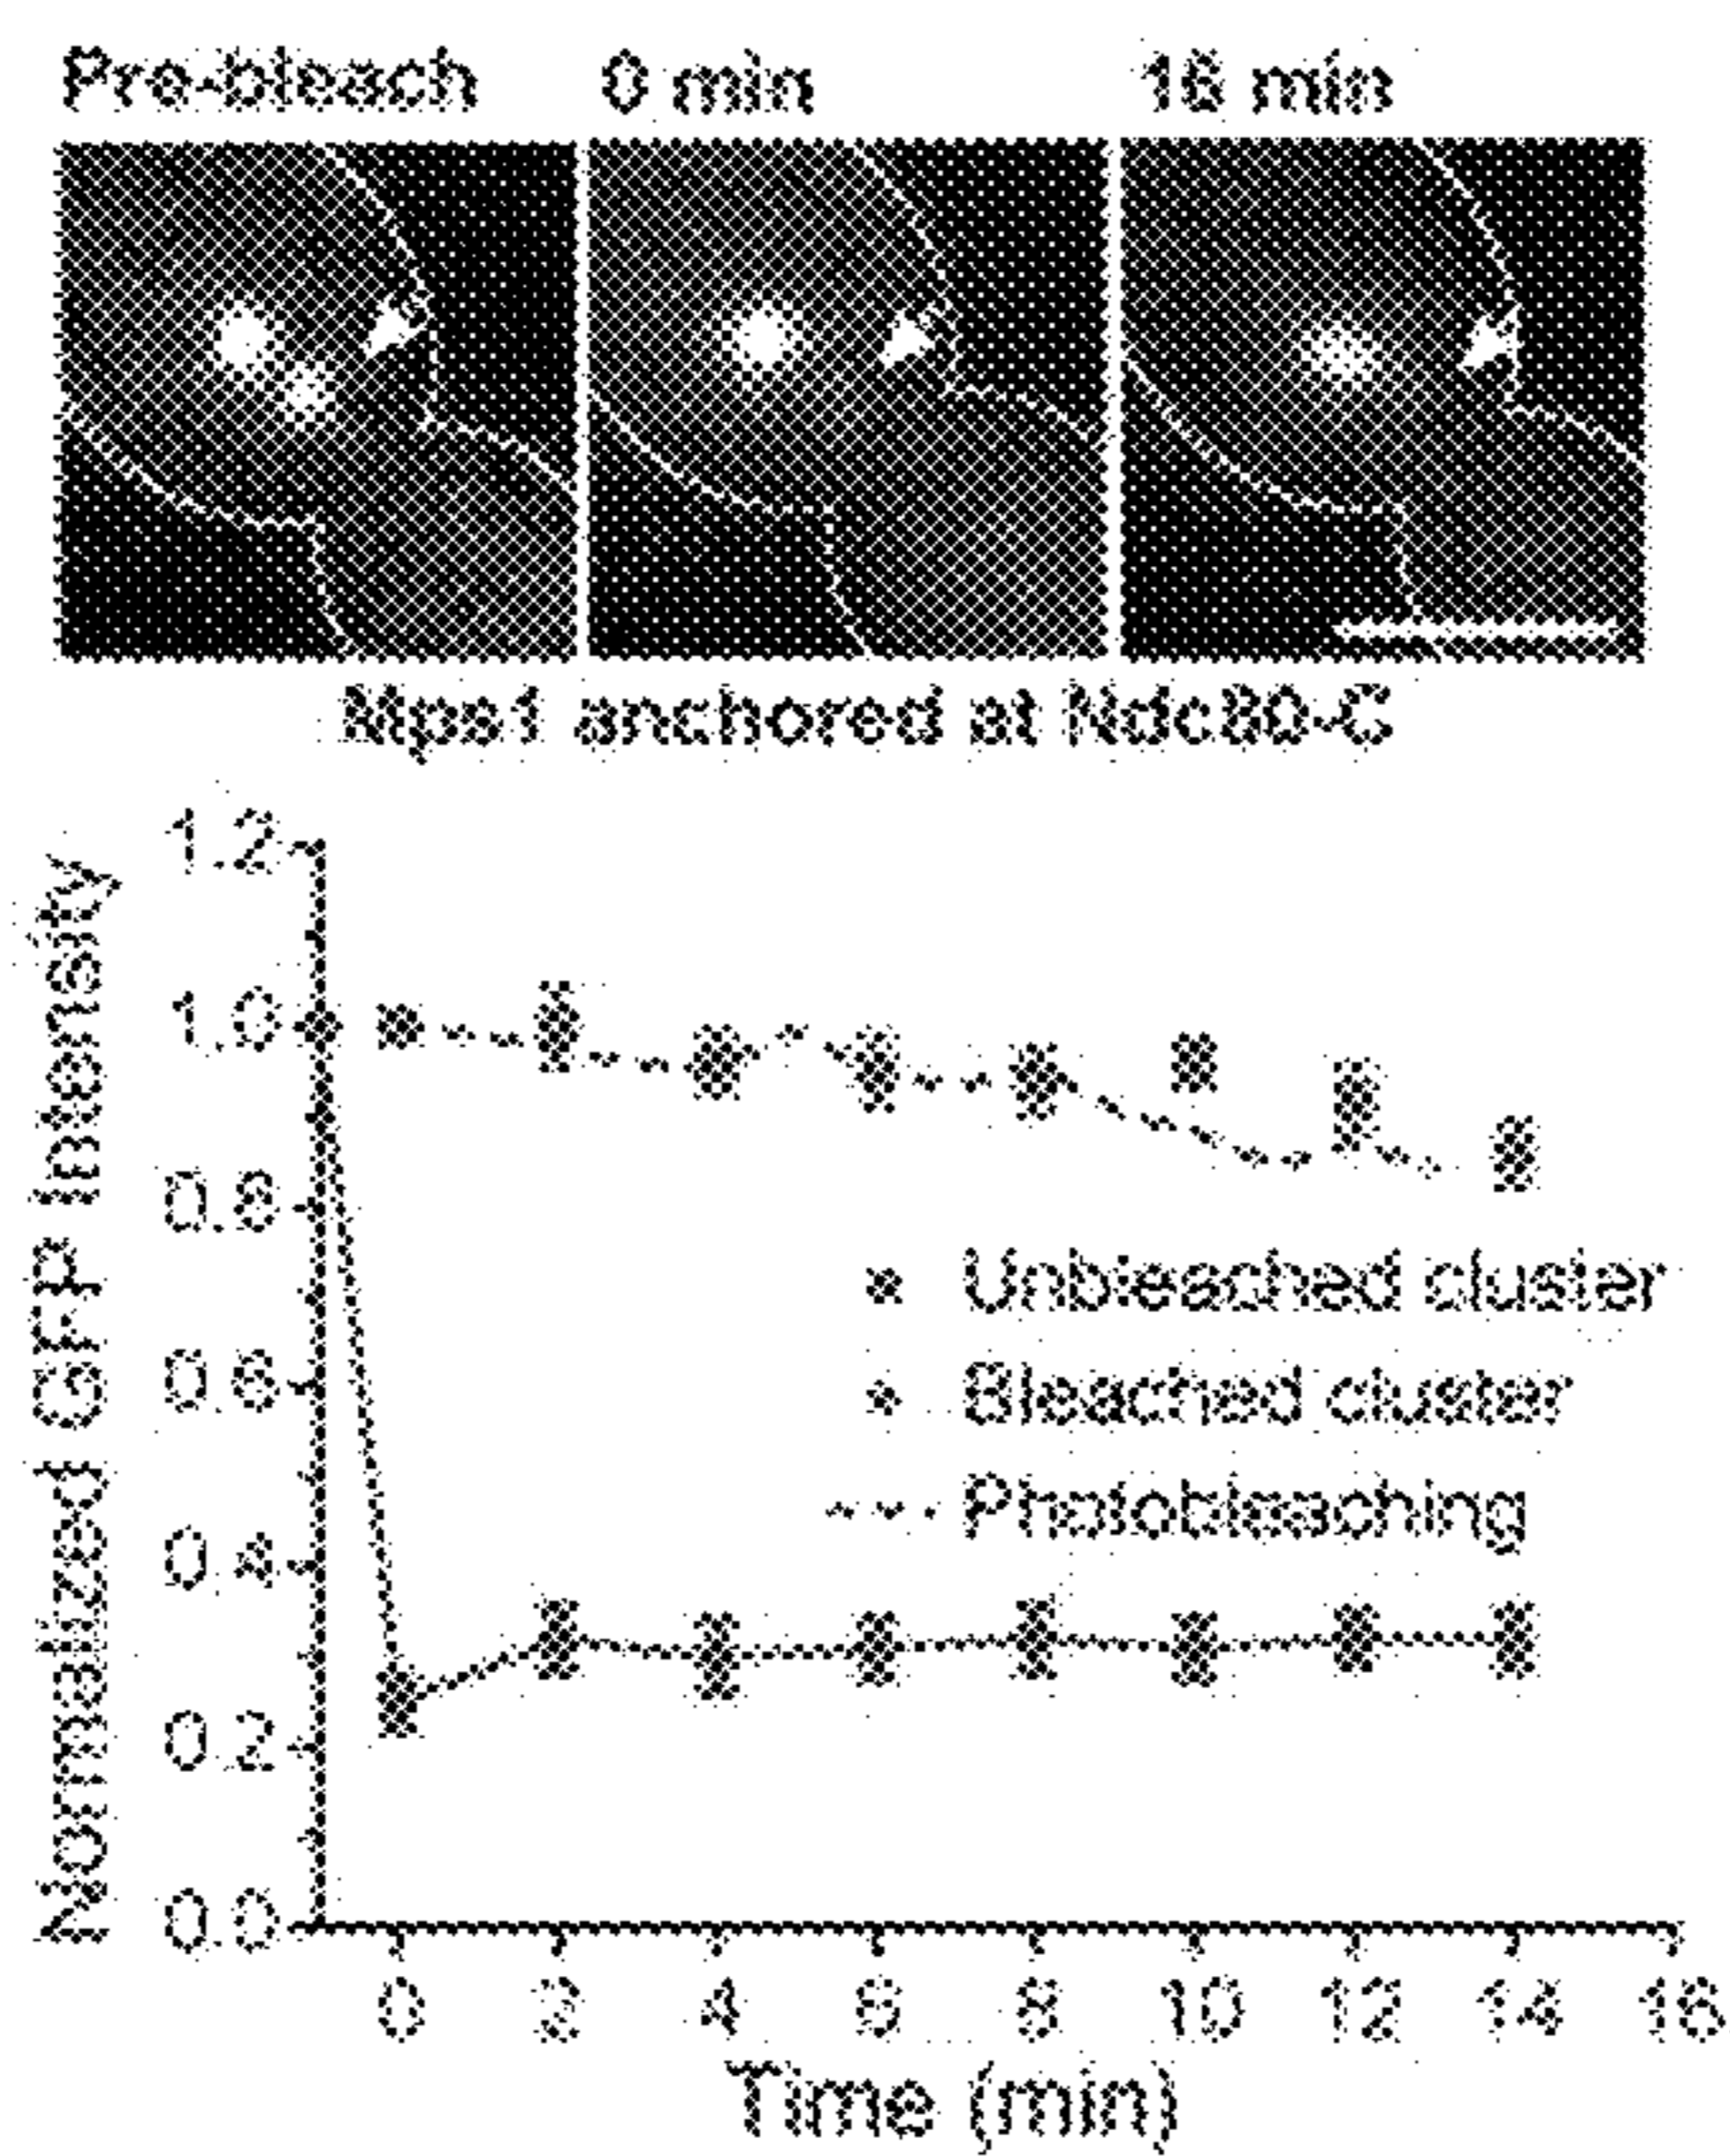 Pre-bleach 0 min 16 min
Mps1 anchored at Ndc80-C
Normalized GFP Intensity
1.2
1.0
0.8
0.6
0.4
0.2
0.0
Unbleached cluster
Bleached cluster
Photobleaching
0 2 4 6 8 10 12 14 16
Time (min)